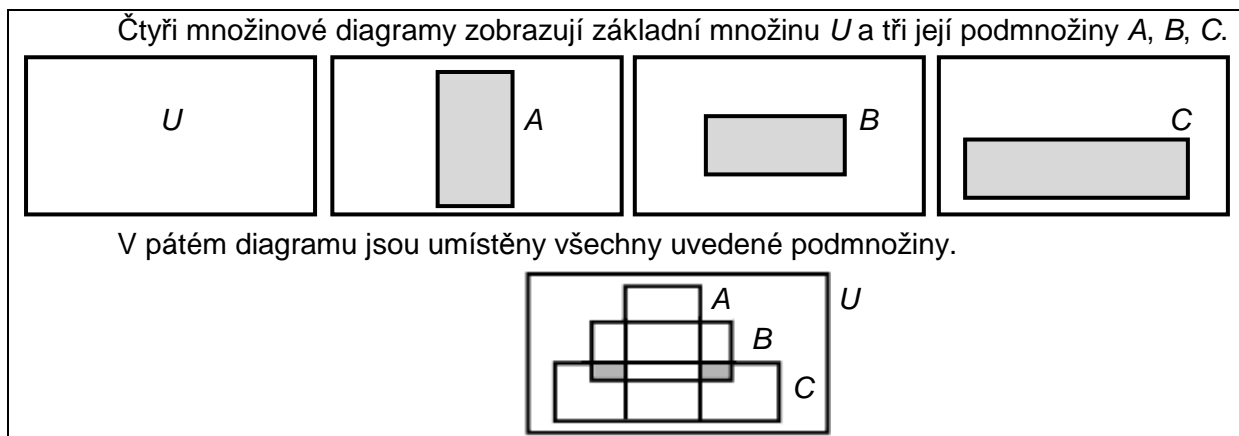 Čtyři množinové diagramy zobrazují základní množinu U a tři její podmnožiny A, B, C.
U
A
B
C
V pátém diagramu jsou umístěny všechny uvedené podmnožiny.
A
U
B
C